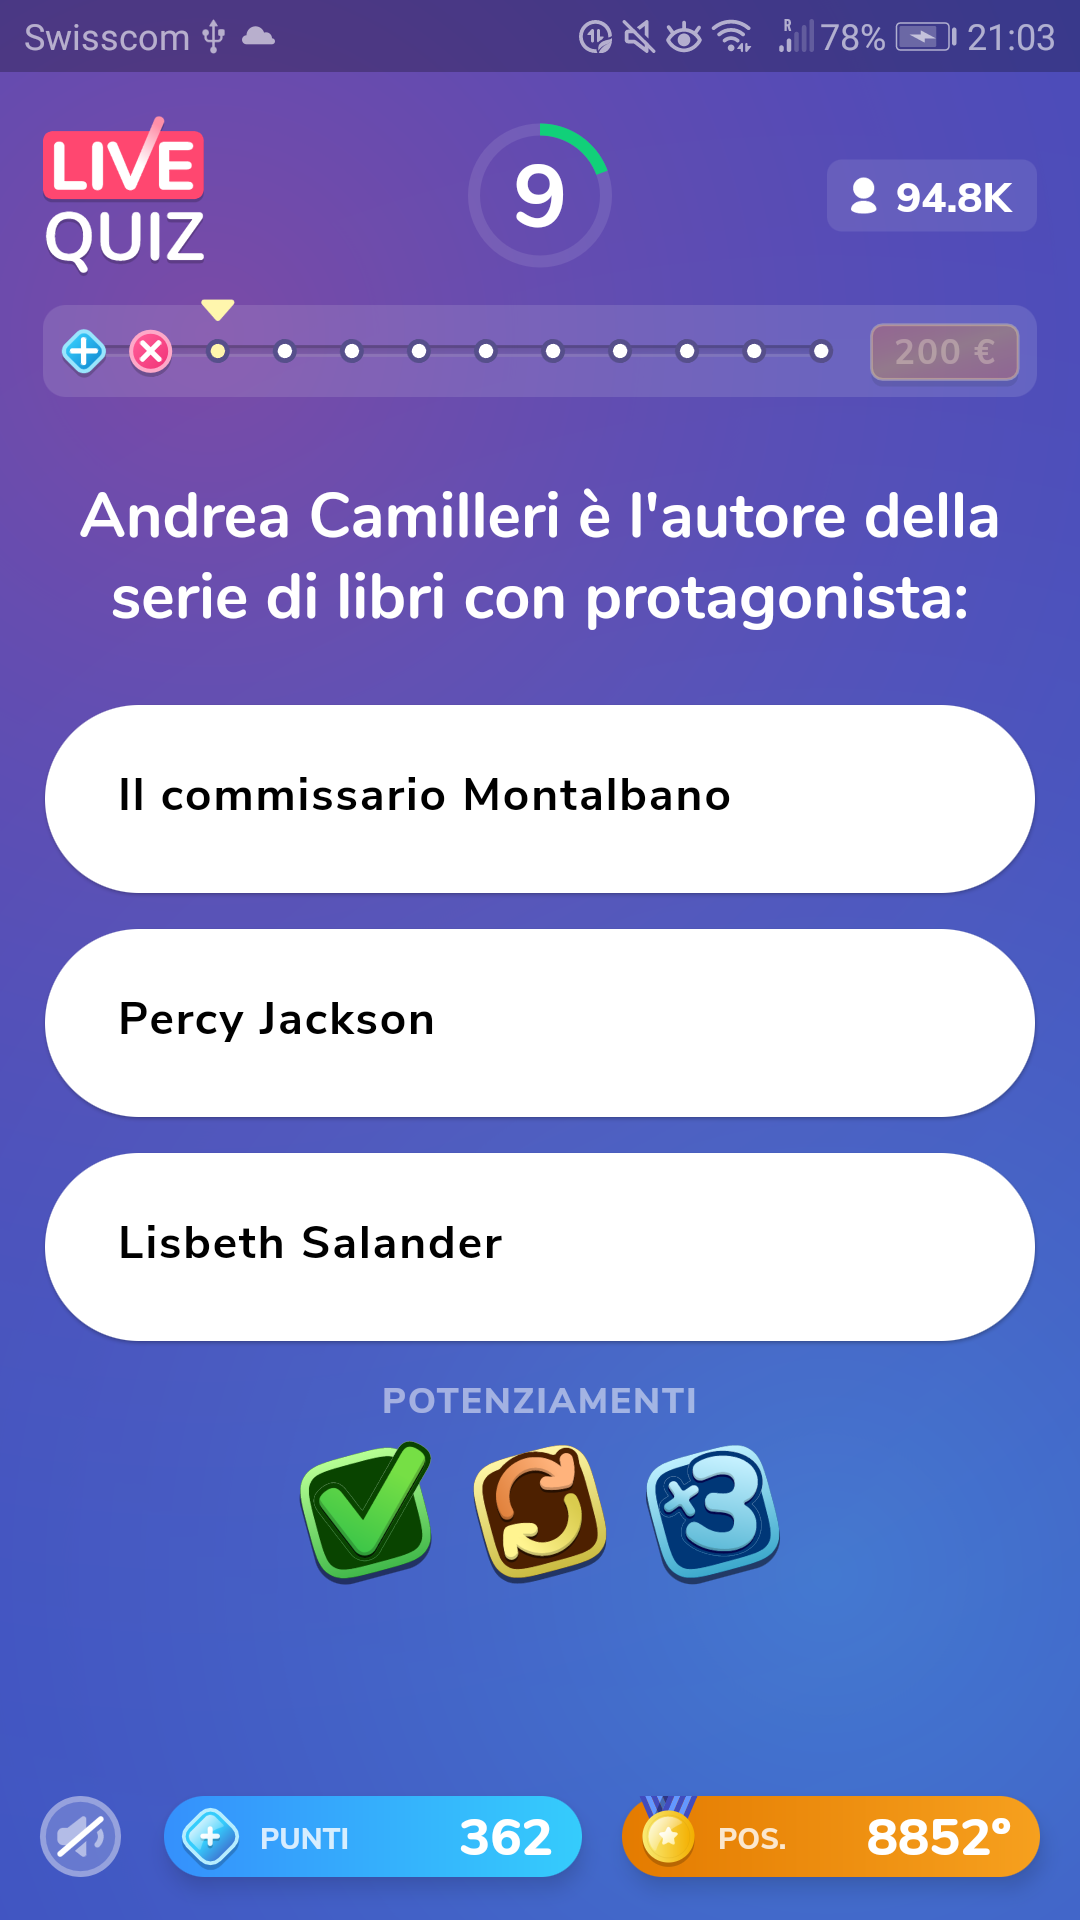 Swisscom
R
78%
21:03
LIVE
QUIZ
9
94.8K
200 €
Andrea Camilleri è l'autore della
serie di libri con protagonista:
Il commissario Montalbano
Percy Jackson
Lisbeth Salander
POTENZIAMENTI
×3
PUNTI
362
POS.
8852°